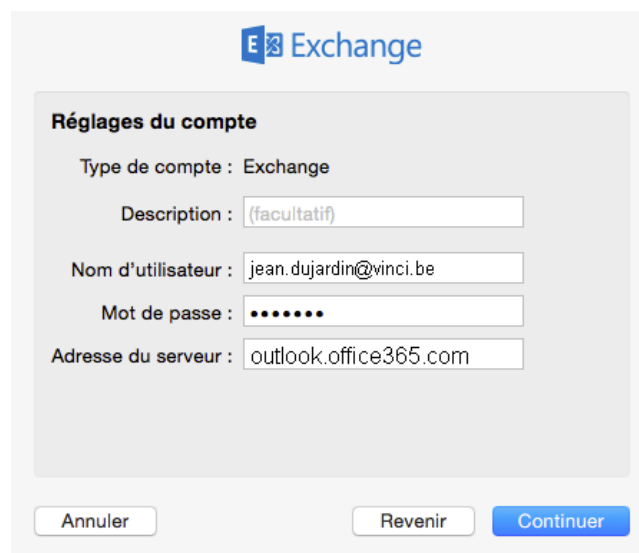 Exchange
Réglages du compte
Type de compte : Exchange
Description : (facultatif)
Nom d'utilisateur : jean.dujardin@vinci.be
Mot de passe : •••••••
Adresse du serveur : outlook.office365.com
Annuler Revenir Continuer